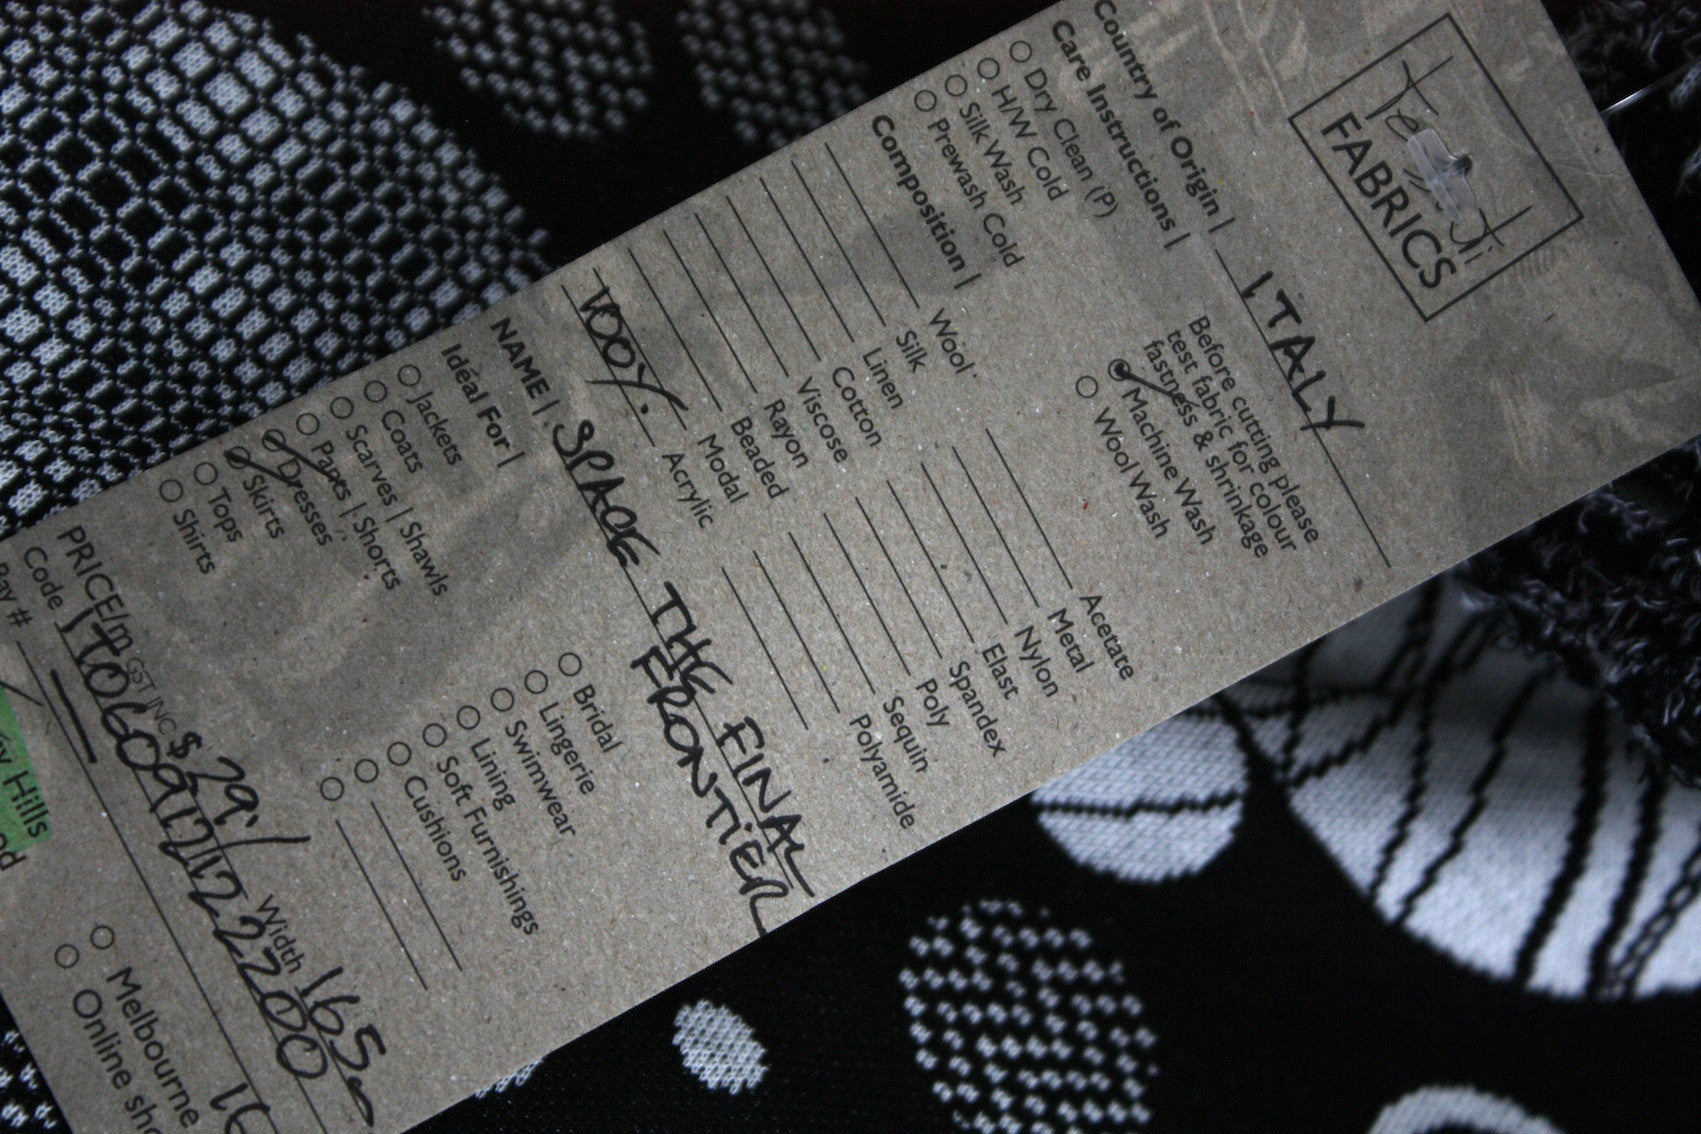 Tessuti
FABRICS
Country of Origin | ITALY
Care Instructions |
Dry Clean (P)
H/W Cold
Silk Wash
Prewash Cold
Before cutting please
test fabric for colour
fastness & shrinkage
Machine Wash
Wool Wash
Composition |
Wool
Silk
Linen
Cotton
Viscose
Rayon
Beaded
Modal
100% Acrylic
Acetate
Metal
Nylon
Elast
Spandex
Poly
Sequin
Polyamide
NAME | SPACE THE FINAL
FRONTIER
Ideal For |
Jackets
Coats
Scarves | Shawls
Pants | Shorts
Dresses
Skirts
Tops
Shirts
Bridal
Lingerie
Swimwear
Lining
Soft Furnishings
Cushions
PRICE/m GST INC $ 29.
Width 165
Code
Bay #
Hills
Melbourne
Online